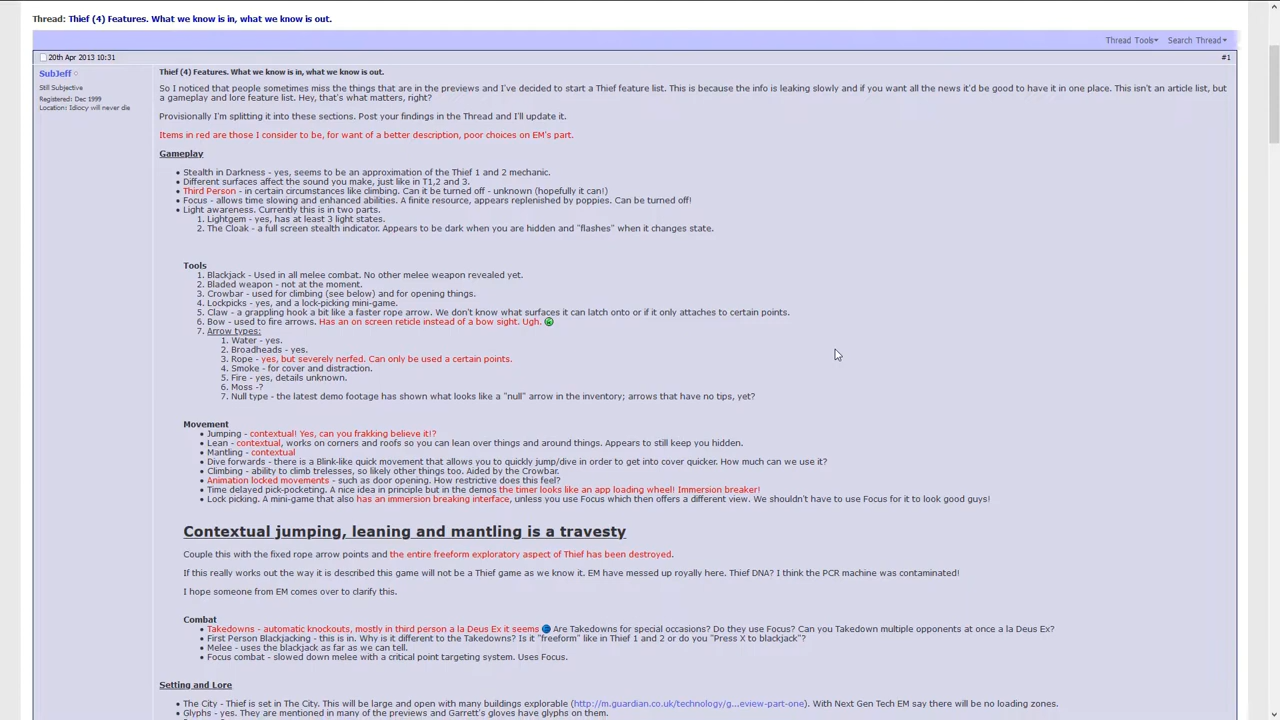 Thread: Thief (4) Features. What we know is in, what we know is out.
Thread Tools Search Thread
20th Apr 2013 10:31 #1
SubJeff
Still Subjective
Registered: Dec 1999
Location: Idiocy will never die
Thief (4) Features. What we know is in, what we know is out.
So I noticed that people sometimes miss the things that are in the previews and I've decided to start a Thief feature list. This is because the info is leaking slowly and if you want all the news it'd be good to have it in one place. This isn't an article list, but
a gameplay and lore feature list. Hey, that's what matters, right?
Provisionally I'm splitting it into these sections. Post your findings in the Thread and I'll update it.
Items in red are those I consider to be, for want of a better description, poor choices on EM's part.
Gameplay
• Stealth in Darkness - yes, seems to be an approximation of the Thief 1 and 2 mechanic.
• Different surfaces affect the sound you make, just like in T1,2 and 3.
• Third Person - in certain circumstances like climbing. Can it be turned off - unknown (hopefully it can!)
• Focus - allows time slowing and enhanced abilities. A finite resource, appears replenished by poppies. Can be turned off!
• Light awareness. Currently this is in two parts.
1. Lightgem - yes, has at least 3 light states.
2. The Cloak - a full screen stealth indicator. Appears to be dark when you are hidden and "flashes" when it changes state.
Tools
1. Blackjack - Used in all melee combat. No other melee weapon revealed yet.
2. Bladed weapon - not at the moment.
3. Crowbar - used for climbing (see below) and for opening things.
4. Lockpicks - yes, and a lock-picking mini-game.
5. Claw - a grappling hook a bit like a faster rope arrow. We don't know what surfaces it can latch onto or if it only attaches to certain points.
6. Bow - used to fire arrows. Has an on screen reticle instead of a bow sight. Ugh.
7. Arrow types:
1. Water - yes.
2. Broadheads - yes.
3. Rope - yes, but severely nerfed. Can only be used a certain points.
4. Smoke - for cover and distraction.
5. Fire - yes, details unknown.
6. Moss -?
7. Null type - the latest demo footage has shown what looks like a "null" arrow in the inventory; arrows that have no tips, yet?
Movement
• Jumping - contextual! Yes, can you frakking believe it!?
• Lean - contextual, works on corners and roofs so you can lean over things and around things. Appears to still keep you hidden.
• Mantling - contextual
• Dive forwards - there is a Blink-like quick movement that allows you to quickly jump/dive in order to get into cover quicker. How much can we use it?
• Climbing - ability to climb trelesses, so likely other things too. Aided by the Crowbar.
• Animation locked movements - such as door opening. How restrictive does this feel?
• Time delayed pick-pocketing. A nice idea in principle but in the demos the timer looks like an app loading wheel! Immersion breaker!
• Lock picking. A mini-game that also has an immersion breaking interface, unless you use Focus which then offers a different view. We shouldn't have to use Focus for it to look good guys!
Contextual jumping, leaning and mantling is a travesty
Couple this with the fixed rope arrow points and the entire freeform exploratory aspect of Thief has been destroyed.
If this really works out the way it is described this game will not be a Thief game as we know it. EM have messed up royally here. Thief DNA? I think the PCR machine was contaminated!
I hope someone from EM comes over to clarify this.
Combat
• Takedowns - automatic knockouts, mostly in third person a la Deus Ex it seems Are Takedowns for special occasions? Do they use Focus? Can you Takedown multiple opponents at once a la Deus Ex?
• First Person Blackjacking - this is in. Why is it different to the Takedowns? Is it "freeform" like in Thief 1 and 2 or do you "Press X to blackjack"?
• Melee - uses the blackjack as far as we can tell.
• Focus combat - slowed down melee with a critical point targeting system. Uses Focus.
Setting and Lore
• The City - Thief is set in The City. This will be large and open with many buildings explorable (http://m.guardian.co.uk/technology/g...eview-part-one). With Next Gen Tech EM say there will be no loading zones.
• Glyphs - yes. They are mentioned in many of the previews and Garrett's gloves have glyphs on them.